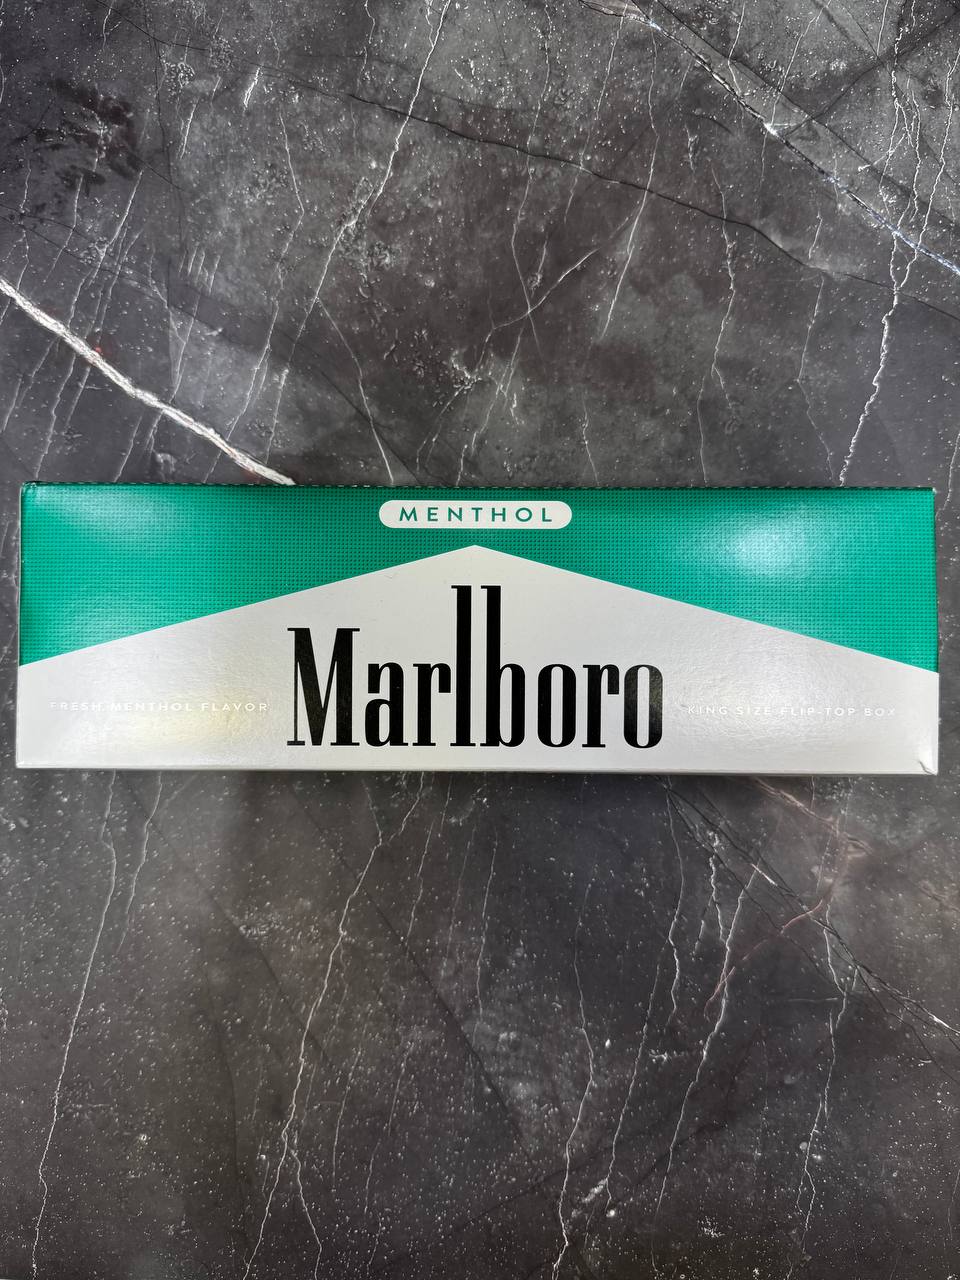 MENTHOL
Marlboro
FRESH MENTHOL FLAVOR
KING SIZE FLIP-TOP BOX